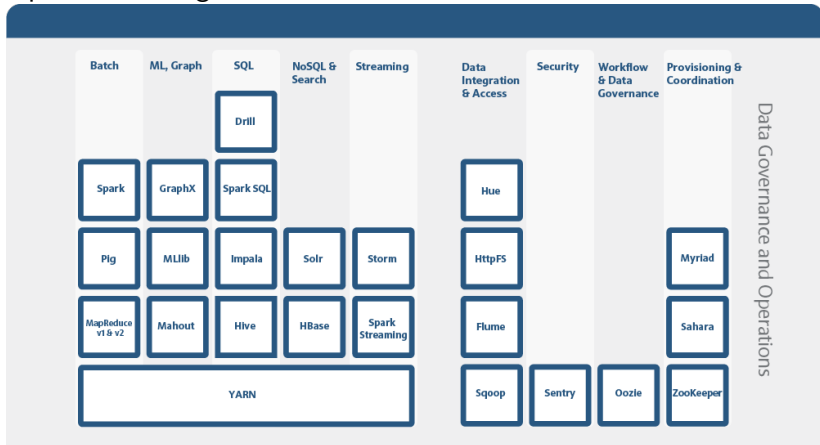 Batch
ML, Graph
SQL
NoSQL &
Search
Streaming
Data
Integration
& Access
Security
Workflow
& Data
Governance
Provisioning &
Coordination
Drill
Spark
GraphX
Spark SQL
Hue
Pig
MLlib
Impala
Solr
Storm
HttpFS
Myriad
MapReduce
v1 & v2
Mahout
Hive
HBase
Spark
Streaming
Flume
Sahara
YARN
Sqoop
Sentry
Oozie
ZooKeeper
Data Governance and Operations